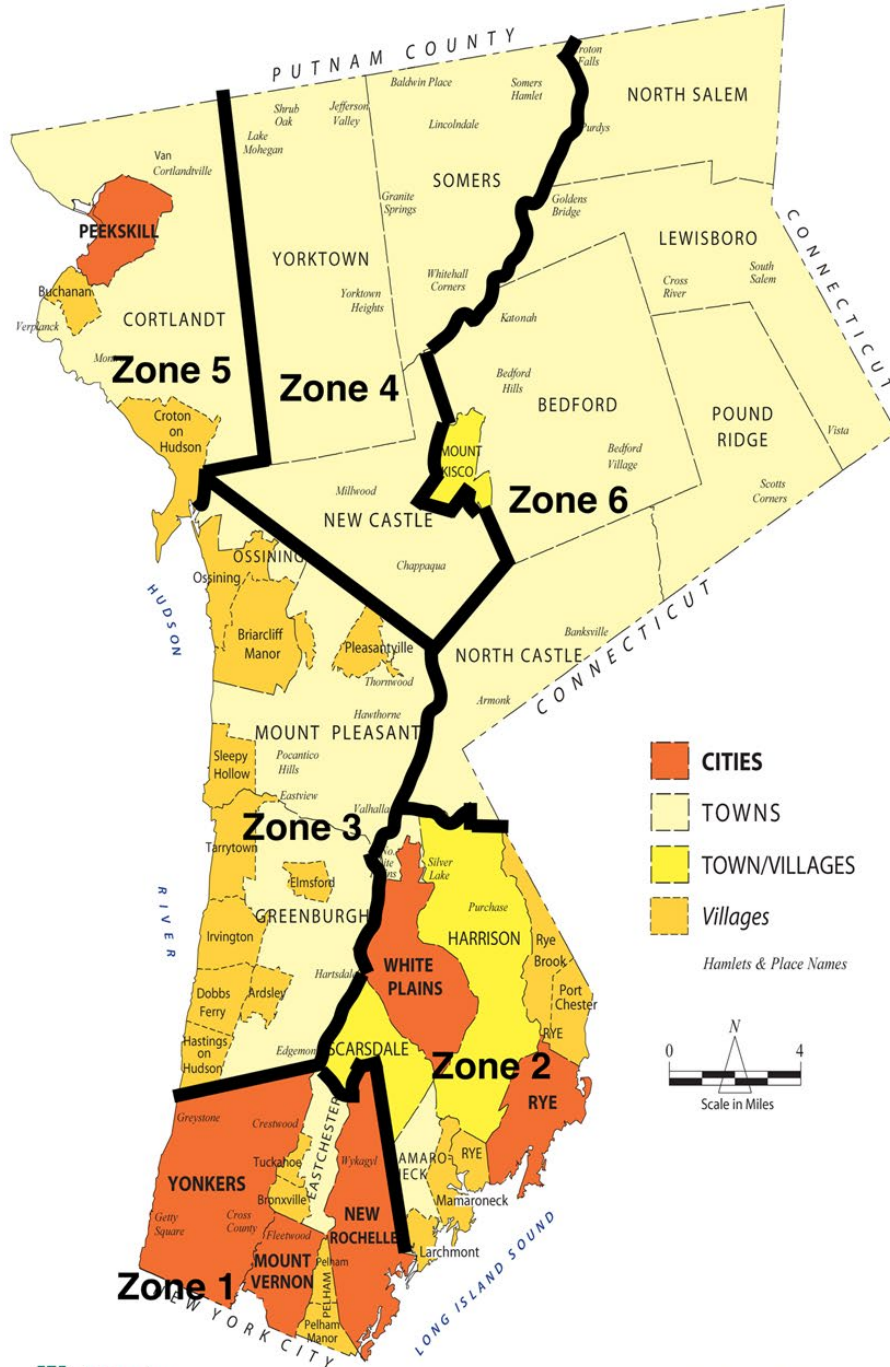 PUTNAM COUNTY
Baldwin Place
Somers
Hamlet
roton
Falls
NORTH SALEM
Shrub
Oak
Jefferson
Valley
Lake
Mohegan
Lincolndale
Purdys
Van
Cortlandtville
SOMERS
Granite
Springs
Goldens
Bridge
PEEKSKILL
YORKTOWN
LEWISBORO
CONNECTICUT
Whitehall
Corners
Cross
River
South
Salem
Buchanan
Verplanck
CORTLANDT
Yorktown
Heights
Katonah
Zone 5
Zone 4
Bedford
Hills
BEDFORD
POUND
RIDGE
Vista
Croton
on
Hudson
MOUNT
KISCO
Bedford
Village
Scotts
Corners
Millwood
NEW CASTLE
Zone 6
OSSINING
Ossining
Chappaqua
HUDSON
Briarcliff
Manor
Pleasantville
Thornwood
Banksville
NORTH CASTLE
CONNECTICUT
Armonk
Hawthorne
MOUNT PLEASANT
Sleepy
Hollow
Pocantico
Hills
Eastview
Valhalla
CITIES
TOWNS
TOWN/VILLAGES
Villages
Hamlets & Place Names
Zone 3
Tarrytown
Silver
Lake
Elmsford
RIVER
GREENBURGH
Purchase
HARRISON
Irvington
Rye
Brook
WHITE
PLAINS
Hartsdale
Port
Chester
Dobbs
Ferry
Ardsley
RYE
Hastings
on
Hudson
Edgemon
SCARSDALE
Zone 2
RYE
N
0 4
Scale in Miles
Greystone
Crestwood
EASTCHESTER
Wykagyl
AMARO-
ECK
RYE
YONKERS
Tuckahoe
Bronxville
Mamaroneck
Getty
Square
Cross
County
Fleetwood
NEW
ROCHELLE
Larchmont
MOUNT
VERNON
Pelham
PELHAM
Pelham
Manor
Zone 1
NEW YORK CITY
LONG ISLAND SOUND